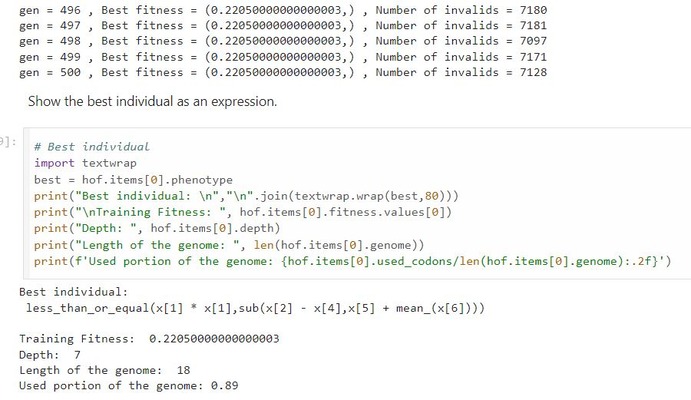 gen = 496 , Best fitness = (0.22050000000000003,) , Number of invalids = 7180
gen = 497 , Best fitness = (0.22050000000000003,) , Number of invalids = 7181
gen = 498 , Best fitness = (0.22050000000000003,) , Number of invalids = 7097
gen = 499 , Best fitness = (0.22050000000000003,) , Number of invalids = 7171
gen = 500 , Best fitness = (0.22050000000000003,) , Number of invalids = 7128
Show the best individual as an expression.
9]:
# Best individual
import textwrap
best = hof.items[0].phenotype
print("Best individual: \n","\n".join(textwrap.wrap(best,80)))
print("\nTraining Fitness: ", hof.items[0].fitness.values[0])
print("Depth: ", hof.items[0].depth)
print("Length of the genome: ", len(hof.items[0].genome))
print(f'Used portion of the genome: {hof.items[0].used_codons/len(hof.items[0].genome):.2f}')
Best individual:
less_than_or_equal(x[1] * x[1],sub(x[2] - x[4],x[5] + mean_(x[6])))
Training Fitness:  0.22050000000000003
Depth:  7
Length of the genome:  18
Used portion of the genome: 0.89